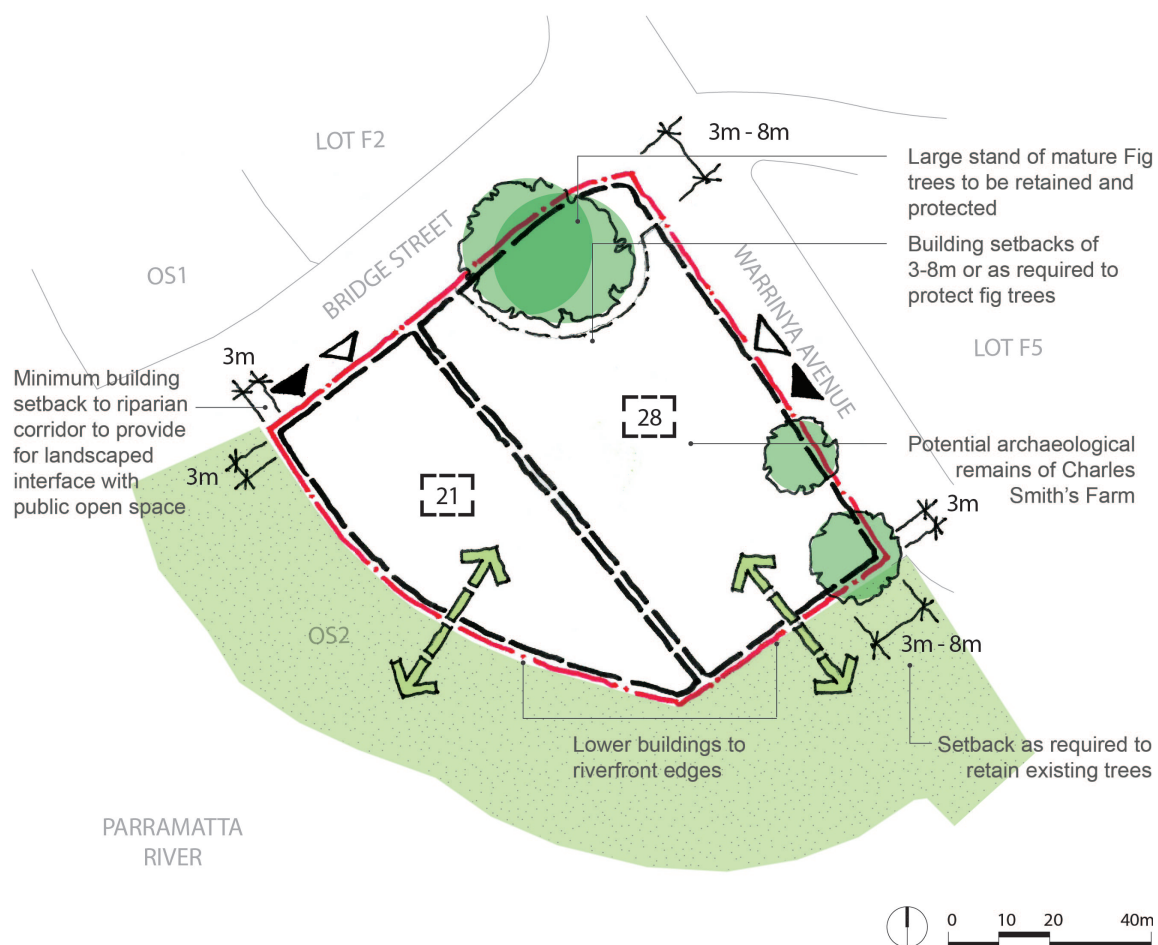 LOT F2
3m - 8m
Large stand of mature Fig
trees to be retained and
protected
Building setbacks of
3-8m or as required to
protect fig trees
OS1
BRIDGE STREET
WARRINYA AVENUE
LOT F5
3m
Minimum building
setback to riparian
corridor to provide
for landscaped
interface with
public open space
3m
28
21
Potential archaeological
remains of Charles
Smith's Farm
3m
OS2
3m - 8m
Lower buildings to
riverfront edges
Setback as required to
retain existing trees
PARRAMATTA
RIVER
0 10 20 40m